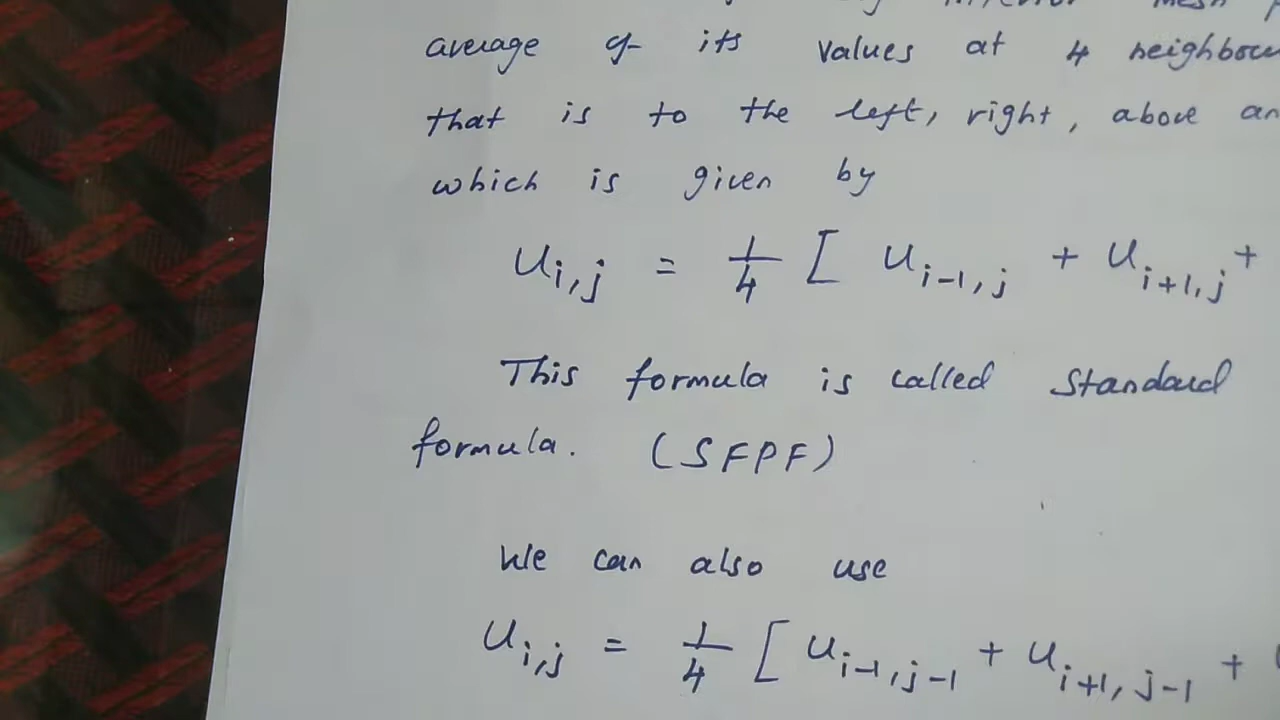 average of its values at 4 neighbou
that is to the left, right, above an
which is given by
u_{i,j} = 1/4 [ u_{i-1,j} + u_{i+1,j} +
This formula is called Standard
formula. (SFPF)
We can also use
u_{i,j} = 1/4 [ u_{i-1,j-1} + u_{i+1,j-1} +